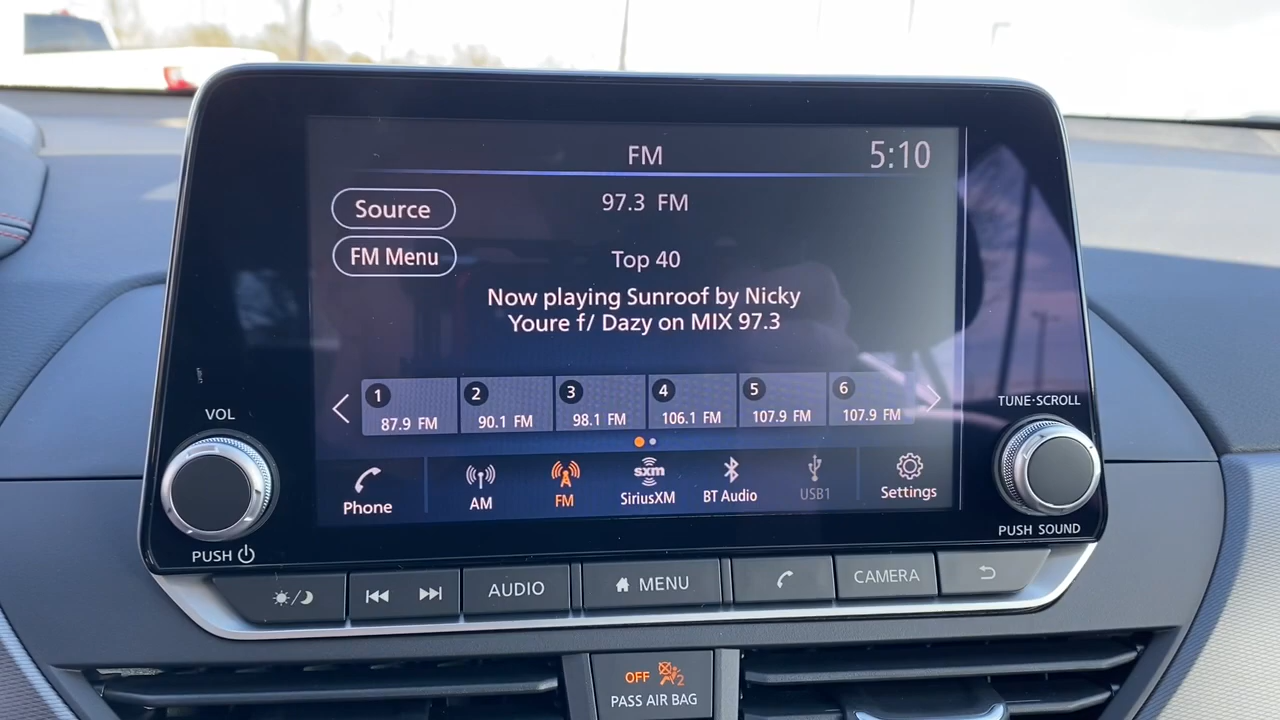 FM
5:10
Source
97.3 FM
FM Menu
Top 40
Now playing Sunroof by Nicky
Youre f/ Dazy on MIX 97.3
1 87.9 FM
2 90.1 FM
3 98.1 FM
4 106.1 FM
5 107.9 FM
6 107.9 FM
VOL
TUNE·SCROLL
Phone
AM
FM
sxm
SiriusXM
BT Audio
USB1
Settings
PUSH
PUSH SOUND
AUDIO
MENU
CAMERA
OFF
2
PASS AIR BAG